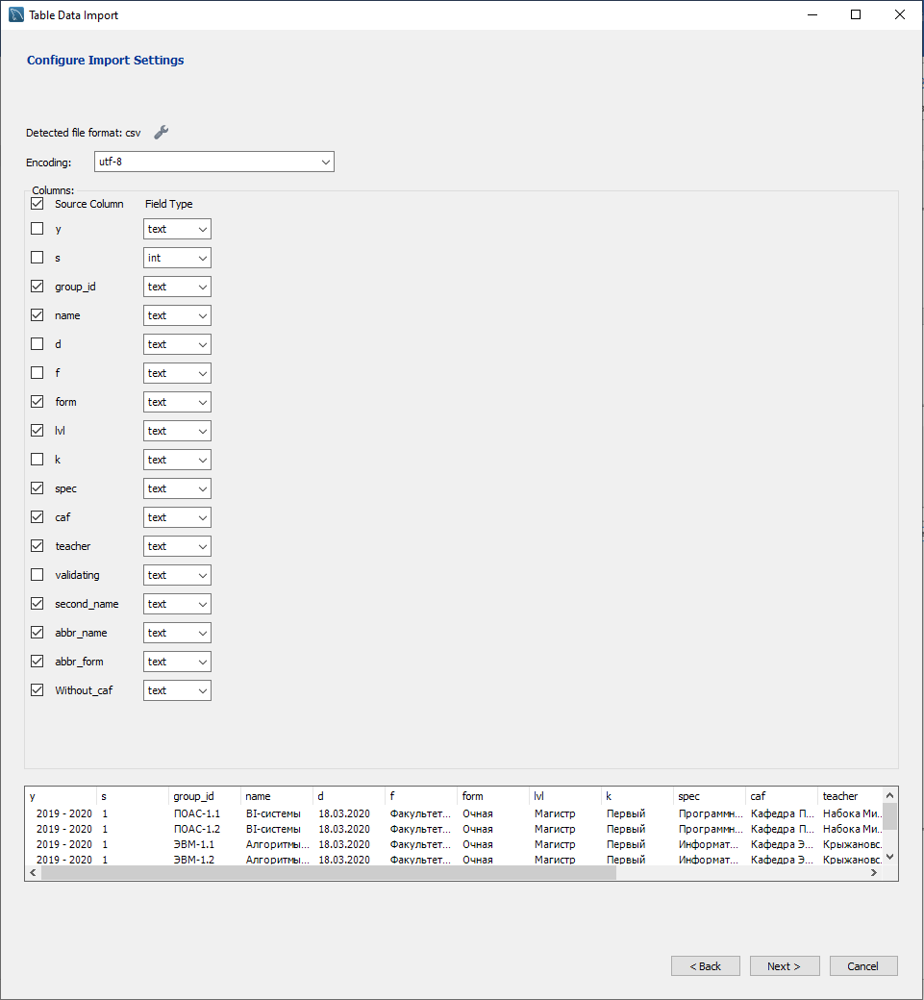 Table Data Import
Configure Import Settings
Detected file format: csv
Encoding: utf-8
Columns:
Source Column Field Type
y text
s int
group_id text
name text
d text
f text
form text
lvl text
k text
spec text
caf text
teacher text
validating text
second_name text
abbr_name text
abbr_form text
Without_caf text
y s group_id name d f form lvl k spec caf teacher
2019 - 2020 1 ПОАС-1.1 BI-системы 18.03.2020 Факультет... Очная Магистр Первый Программн... Кафедра П... Набока Ми...
2019 - 2020 1 ПОАС-1.2 BI-системы 18.03.2020 Факультет... Очная Магистр Первый Программн... Кафедра П... Набока Ми...
2019 - 2020 1 ЭВМ-1.1 Алгоритмы... 18.03.2020 Факультет... Очная Магистр Первый Информат... Кафедра Э... Крыжановс...
2019 - 2020 1 ЭВМ-1.2 Алгоритмы... 18.03.2020 Факультет... Очная Магистр Первый Информат... Кафедра Э... Крыжановс...
< Back Next > Cancel